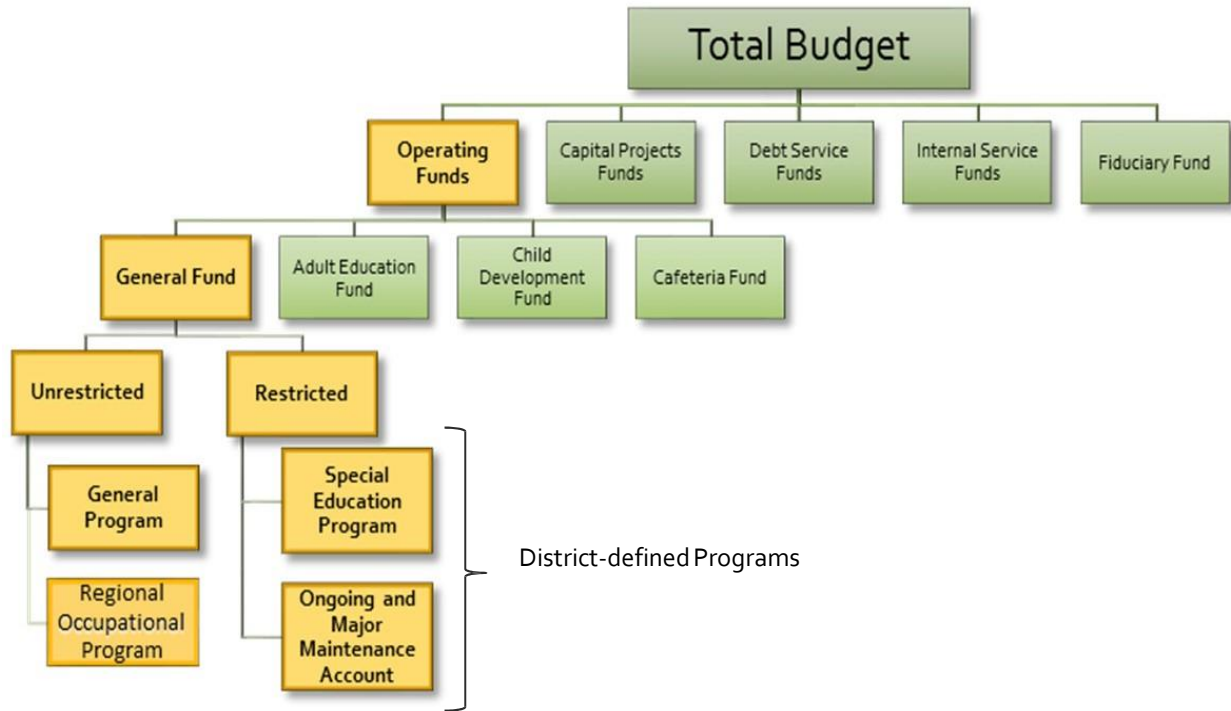 Total Budget
Operating
Funds
Capital Projects
Funds
Debt Service
Funds
Internal Service
Funds
Fiduciary Fund
General Fund
Adult Education
Fund
Child
Development
Fund
Cafeteria Fund
Unrestricted
Restricted
General
Program
Regional
Occupational
Program
Special
Education
Program
Ongoing and
Major
Maintenance
Account
District-defined Programs